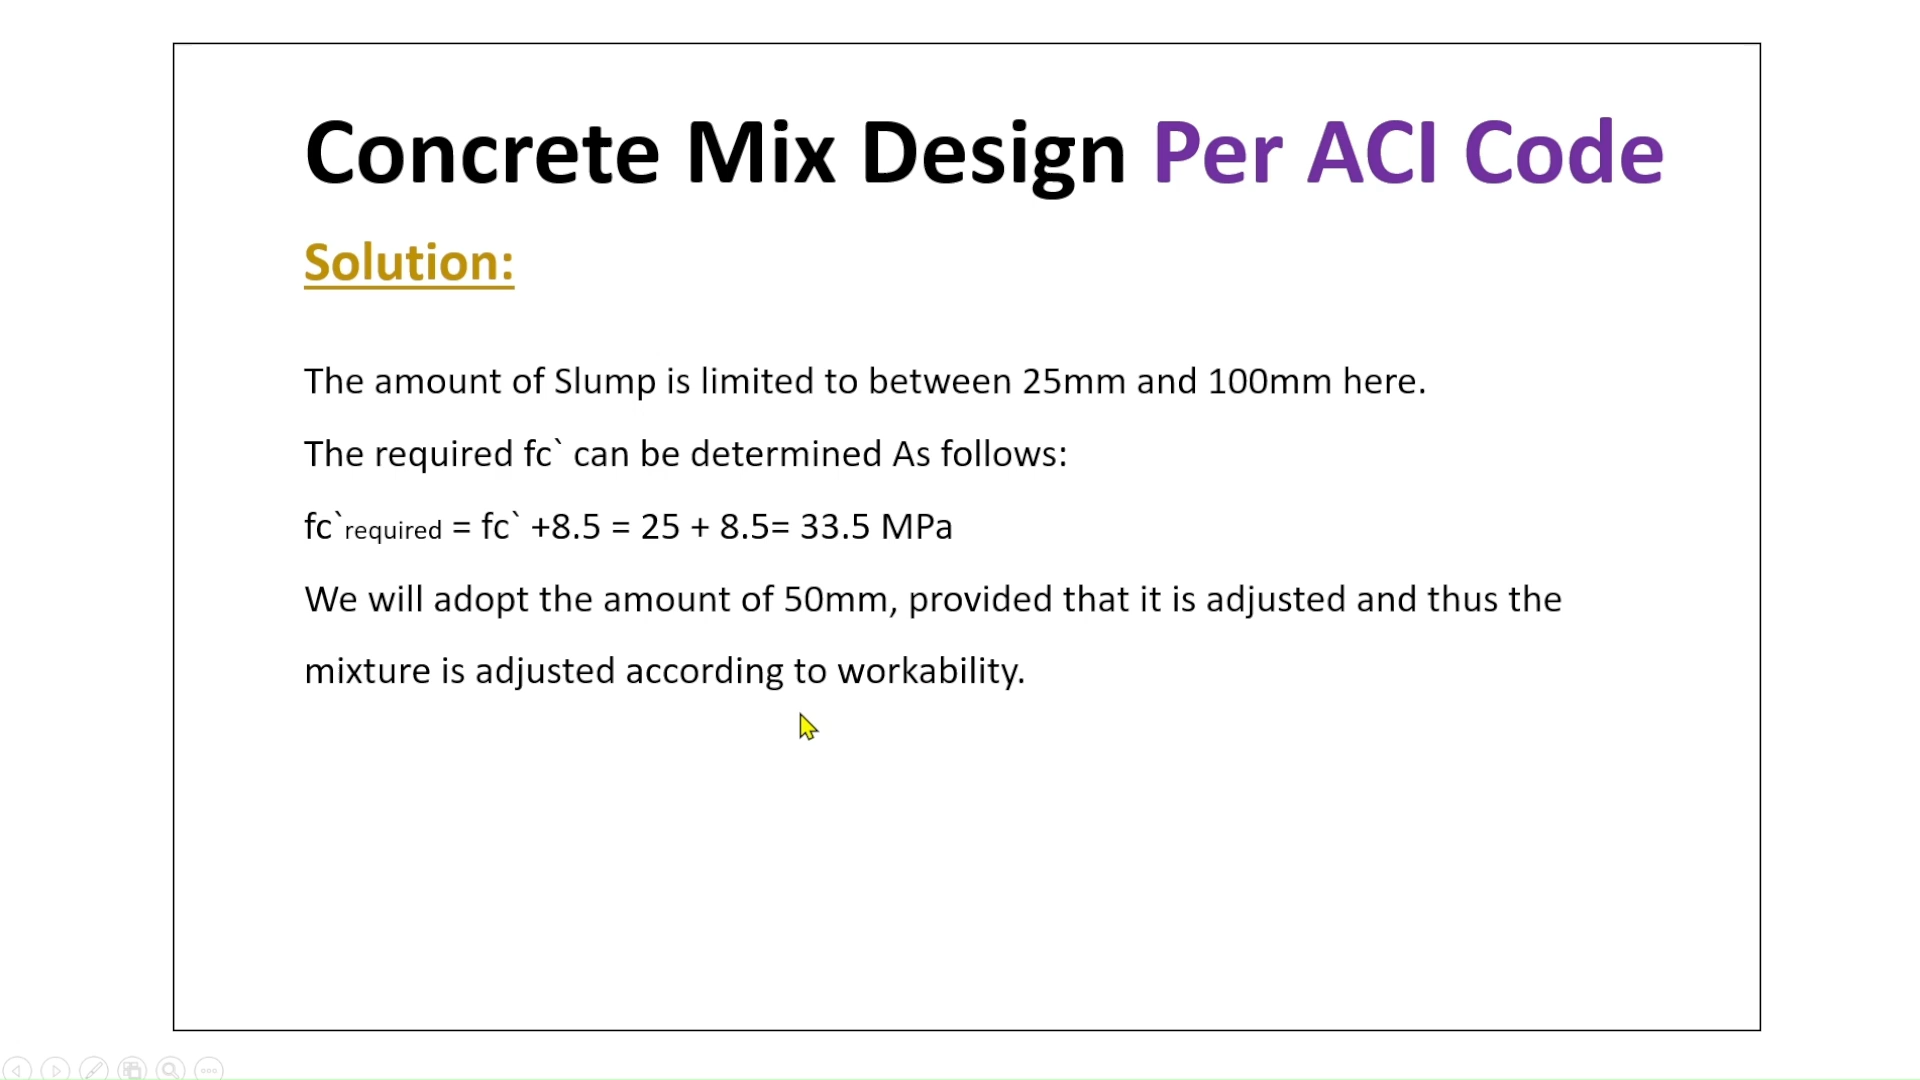 Concrete Mix Design Per ACI Code
Solution:
The amount of Slump is limited to between 25mm and 100mm here.
The required fc` can be determined As follows:
fc`required = fc` +8.5 = 25 + 8.5= 33.5 MPa
We will adopt the amount of 50mm, provided that it is adjusted and thus the
mixture is adjusted according to workability.